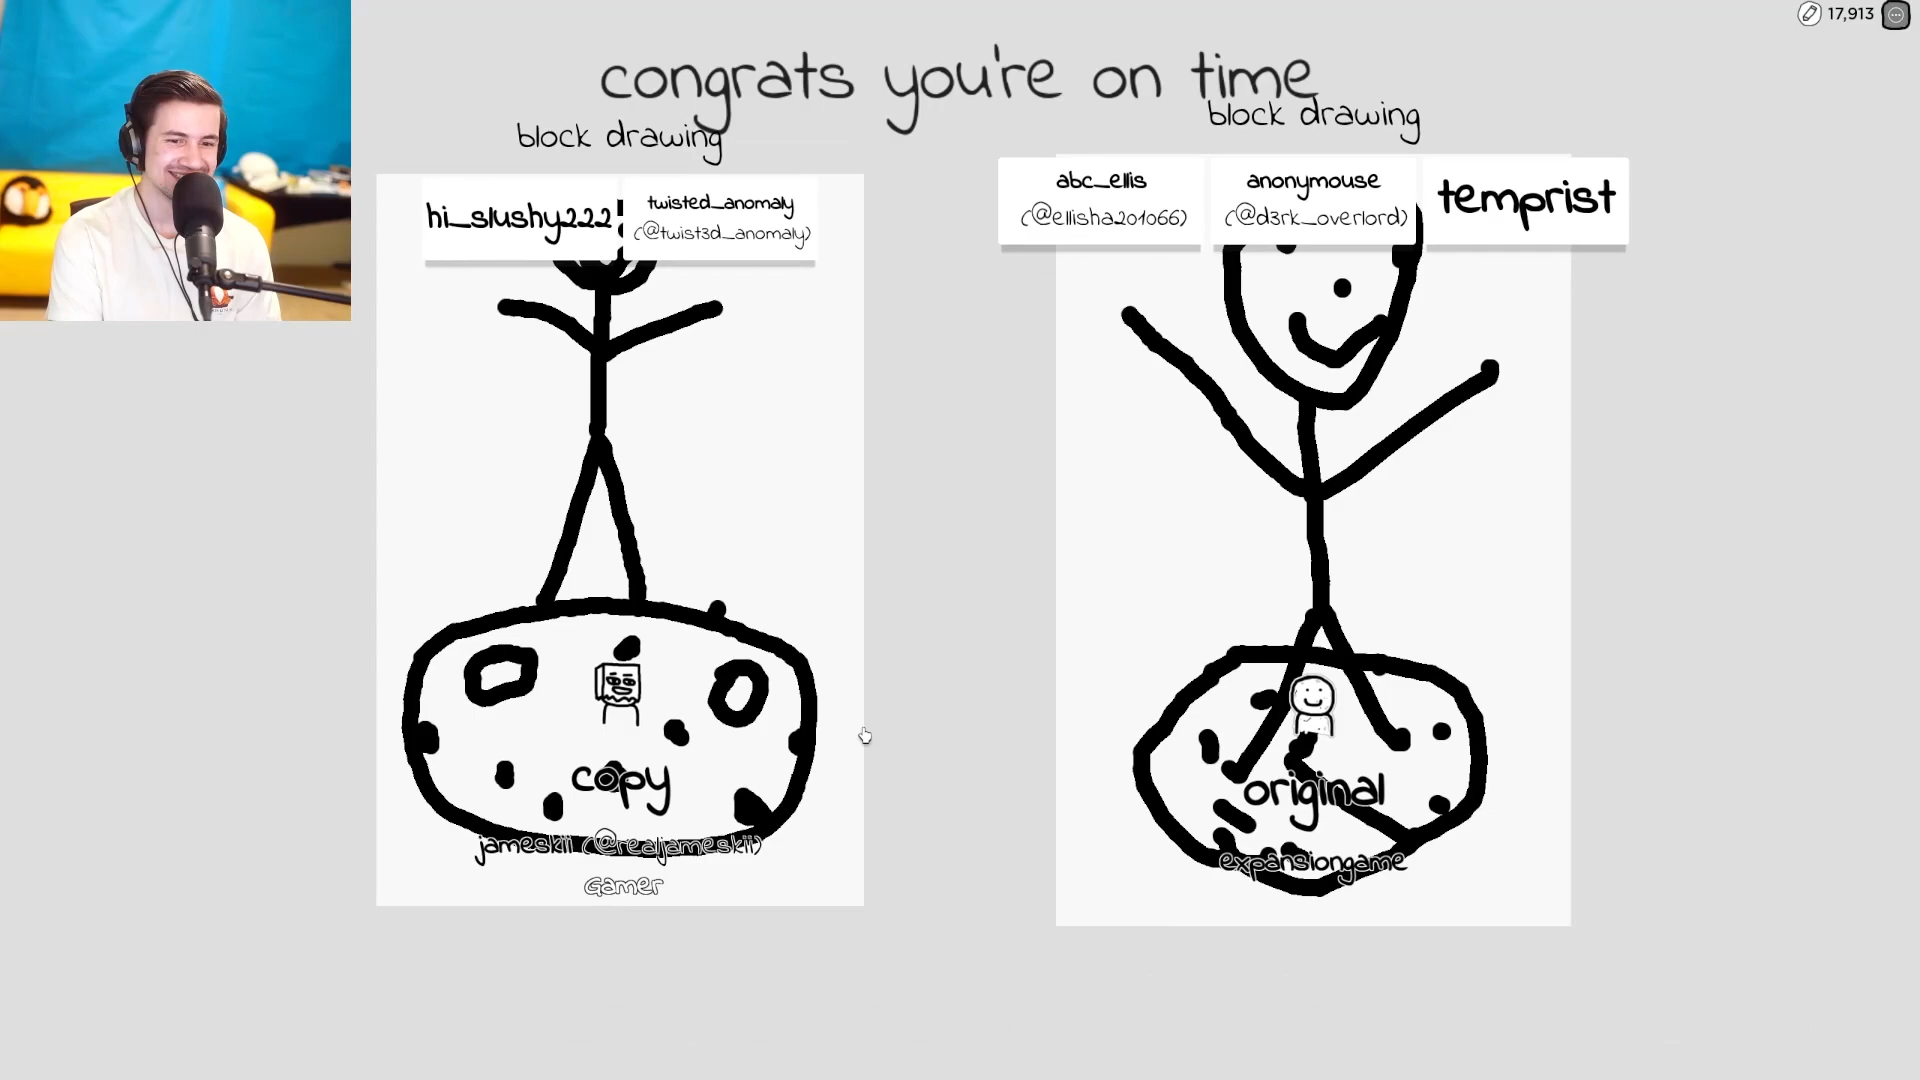 17,913
congrats you're on time
block drawing
block drawing
hi_slushy222
twisted_anomaly
(@twist3d_anomaly)
abc_ellis
(@ellisha201066)
anonymouse
(@d3rk_overlord)
temprist
copy
jameskii (@realjameskii)
Gamer
original
expansiongame